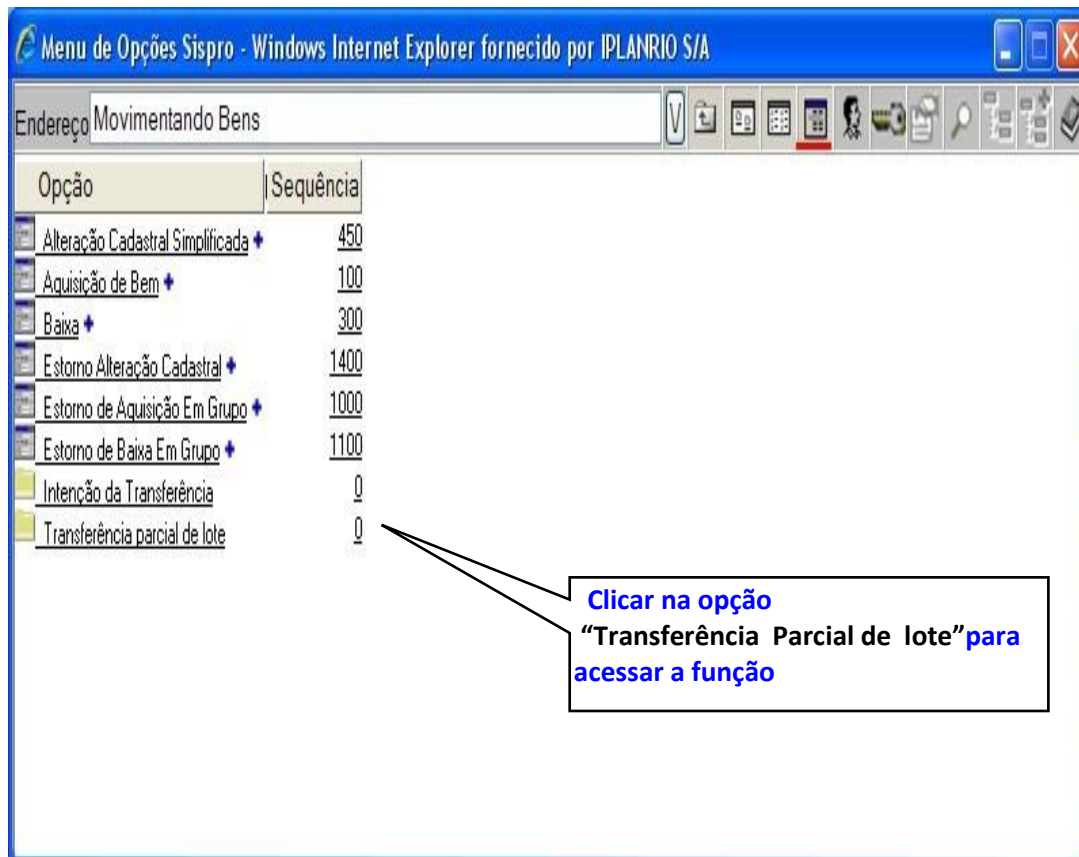 Menu de Opções Sispro - Windows Internet Explorer fornecido por IPLANRIO S/A
Endereço Movimentando Bens V
Opção Sequência
Alteração Cadastral Simplificada 450
Aquisição de Bem 100
Baixa 300
Estorno Alteração Cadastral 1400
Estorno de Aquisição Em Grupo 1000
Estorno de Baixa Em Grupo 1100
Intenção da Transferência 0
Transferência parcial de lote 0
Clicar na opção
“Transferência Parcial de lote”para
acessar a função